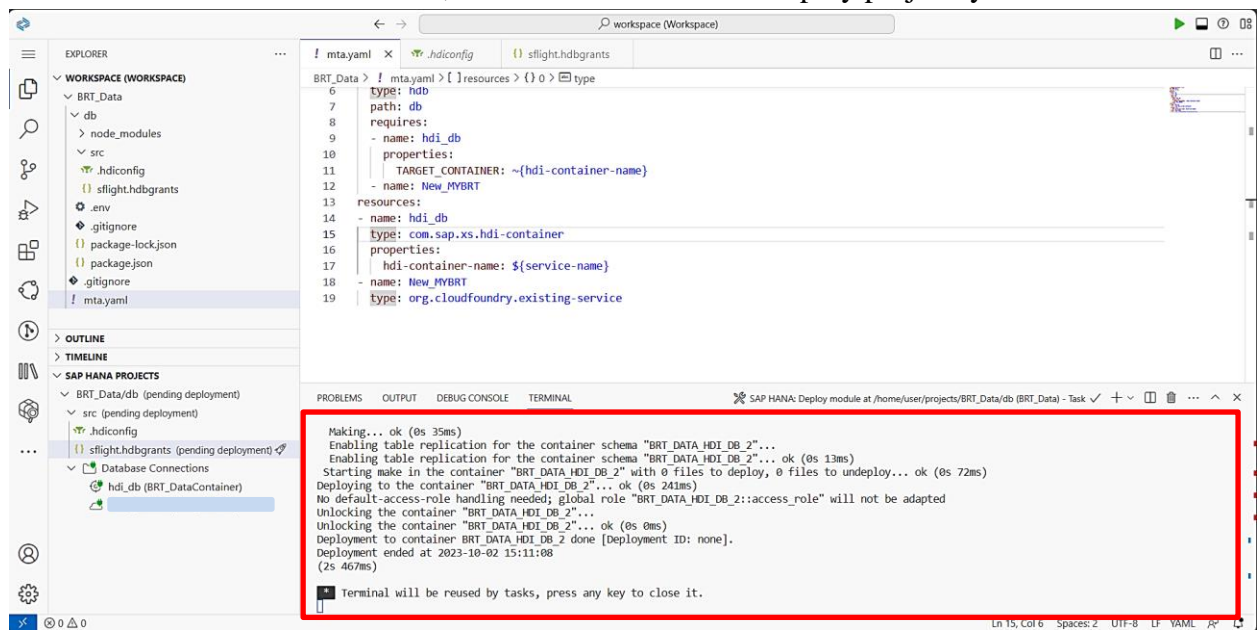 workspace (Workspace)
EXPLORER
WORKSPACE (WORKSPACE)
BRT_Data
db
node_modules
src
.hdiconfig
sflight.hdbgrants
.env
.gitignore
package-lock.json
package.json
.gitignore
mta.yaml
OUTLINE
TIMELINE
SAP HANA PROJECTS
BRT_Data/db (pending deployment)
src (pending deployment)
.hdiconfig
sflight.hdbgrants (pending deployment)
Database Connections
hdi_db (BRT_DataContainer)
! mta.yaml × .hdiconfig {} sflight.hdbgrants
BRT_Data > ! mta.yaml > [ ] resources > {} 0 > type
6 type: hdb
7 path: db
8 requires:
9 - name: hdi_db
10 properties:
11 TARGET_CONTAINER: ~{hdi-container-name}
12 - name: New_MYBRT
13 resources:
14 - name: hdi_db
15 type: com.sap.xs.hdi-container
16 properties:
17 hdi-container-name: ${service-name}
18 - name: New_MYBRT
19 type: org.cloudfoundry.existing-service
PROBLEMS OUTPUT DEBUG CONSOLE TERMINAL SAP HANA: Deploy module at /home/user/projects/BRT_Data/db (BRT_Data) - Task ✓
Making... ok (0s 35ms)
Enabling table replication for the container schema "BRT_DATA_HDI_DB_2"...
Enabling table replication for the container schema "BRT_DATA_HDI_DB_2"... ok (0s 13ms)
Starting make in the container "BRT_DATA_HDI_DB_2" with 0 files to deploy, 0 files to undeploy... ok (0s 72ms)
Deploying to the container "BRT_DATA_HDI_DB_2"... ok (0s 241ms)
No default-access-role handling needed; global role "BRT_DATA_HDI_DB_2::access_role" will not be adapted
Unlocking the container "BRT_DATA_HDI_DB_2"...
Unlocking the container "BRT_DATA_HDI_DB_2"... ok (0s 0ms)
Deployment to container BRT_DATA_HDI_DB_2 done [Deployment ID: none].
Deployment ended at 2023-10-02 15:11:08
(2s 467ms)
* Terminal will be reused by tasks, press any key to close it.
0 0 Ln 15, Col 6 Spaces: 2 UTF-8 LF YAML